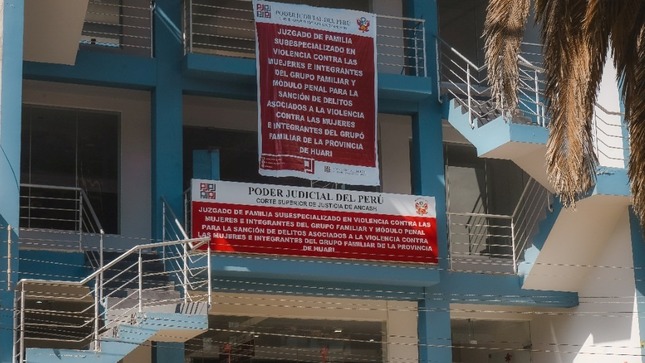 PODER JUDICIAL DEL PERÚ
JUZGADO DE FAMILIA
SUBESPECIALIZADO EN
VIOLENCIA CONTRA LAS
MUEJERES E INTEGRANTES
DEL GRUPO FAMILIAR Y
MÓDULO PENAL PARA LA
SANCIÓN DE DELITOS
ASOCIADOS A LA VIOLENCIA
CONTRA LAS MUJERES
E INTEGRANTES DEL GRUPO
FAMILIAR DE LA PROVINCIA
DE HUARI
PODER JUDICIAL DEL PERU
CORTE SUPERIOR DE JUSTICIA DE ANCASH
JUZGADO DE FAMILIA SUBESPECIALIZADO EN VIOLENCIA CONTRA LAS
MUJERES E INTEGRANTES DEL GRUPO FAMILIAR Y MÓDULO PENAL
PARA LA SANCIÓN DE DELITOS ASOCIADOS A LA VIOLENCIA CONTRA
LAS MUJERES E INTEGRANTES DEL GRUPO FAMILIAR DE LA PROVINCIA
DE HUARI